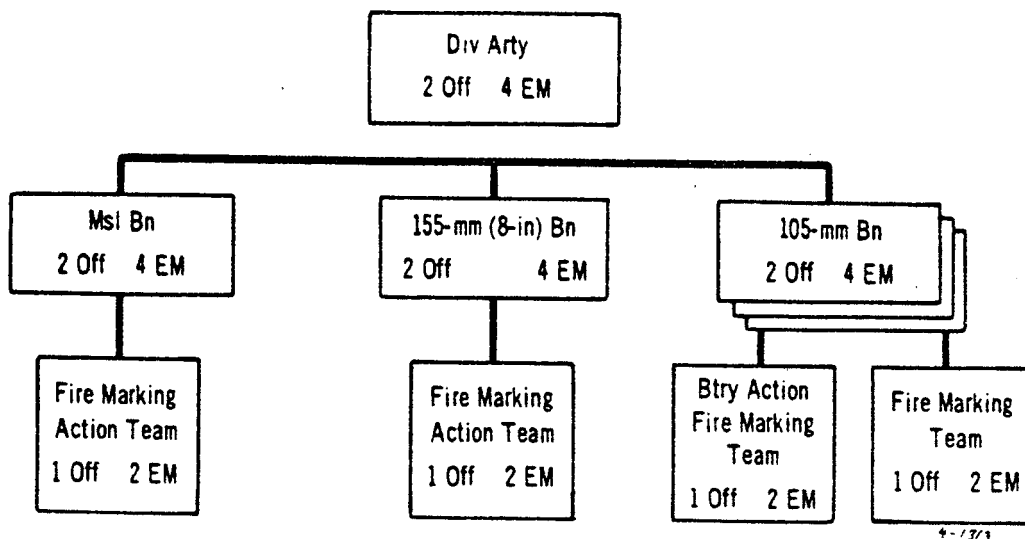 Div Arty
2 Off 4 EM
Msl Bn
2 Off 4 EM
155-mm (8-in) Bn
2 Off 4 EM
105-mm Bn
2 Off 4 EM
Fire Marking
Action Team
1 Off 2 EM
Fire Marking
Action Team
1 Off 2 EM
Btry Action
Fire Marking
Team
1 Off 2 EM
Fire Marking
Team
1 Off 2 EM